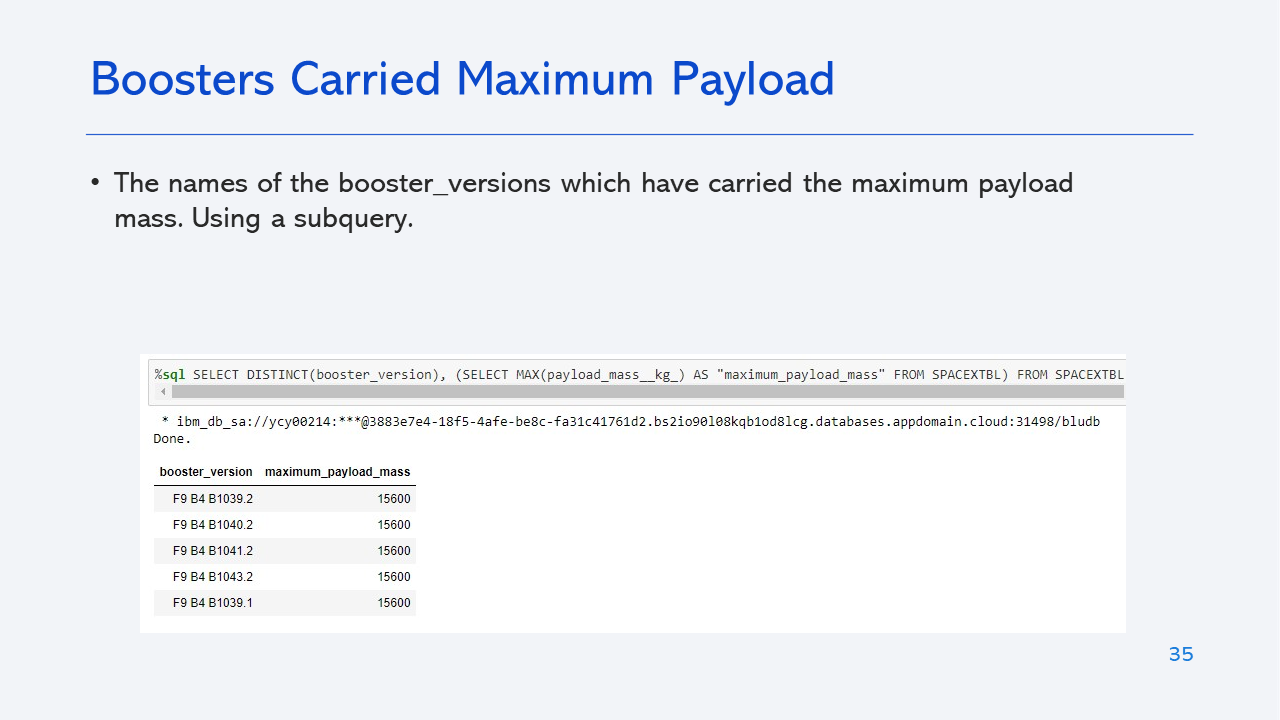 Boosters Carried Maximum Payload
• The names of the booster_versions which have carried the maximum payload
mass. Using a subquery.
%sql SELECT DISTINCT(booster_version), (SELECT MAX(payload_mass__kg_) AS "maximum_payload_mass" FROM SPACEXTBL) FROM SPACEXTBL
* ibm_db_sa://ycy00214:***@3883e7e4-18f5-4afe-be8c-fa31c41761d2.bs2io90l08kqb1od8lcg.databases.appdomain.cloud:31498/bludb
Done.
booster_version maximum_payload_mass
F9 B4 B1039.2 15600
F9 B4 B1040.2 15600
F9 B4 B1041.2 15600
F9 B4 B1043.2 15600
F9 B4 B1039.1 15600
35